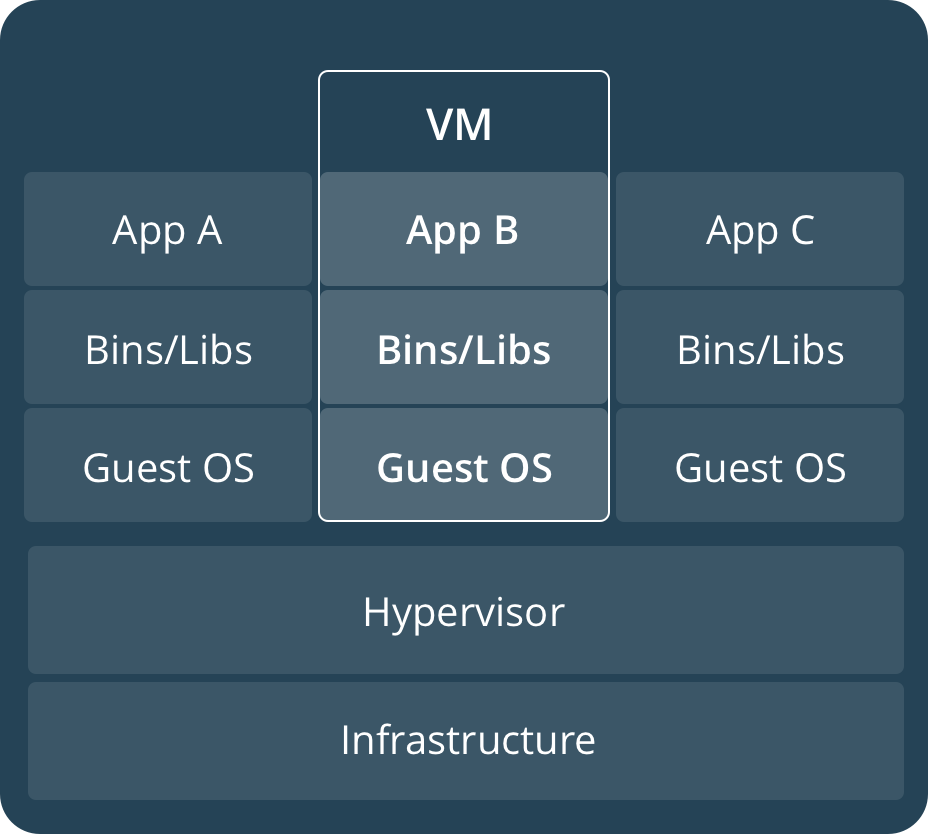 VM
App A
App B
App C
Bins/Libs
Bins/Libs
Bins/Libs
Guest OS
Guest OS
Guest OS
Hypervisor
Infrastructure